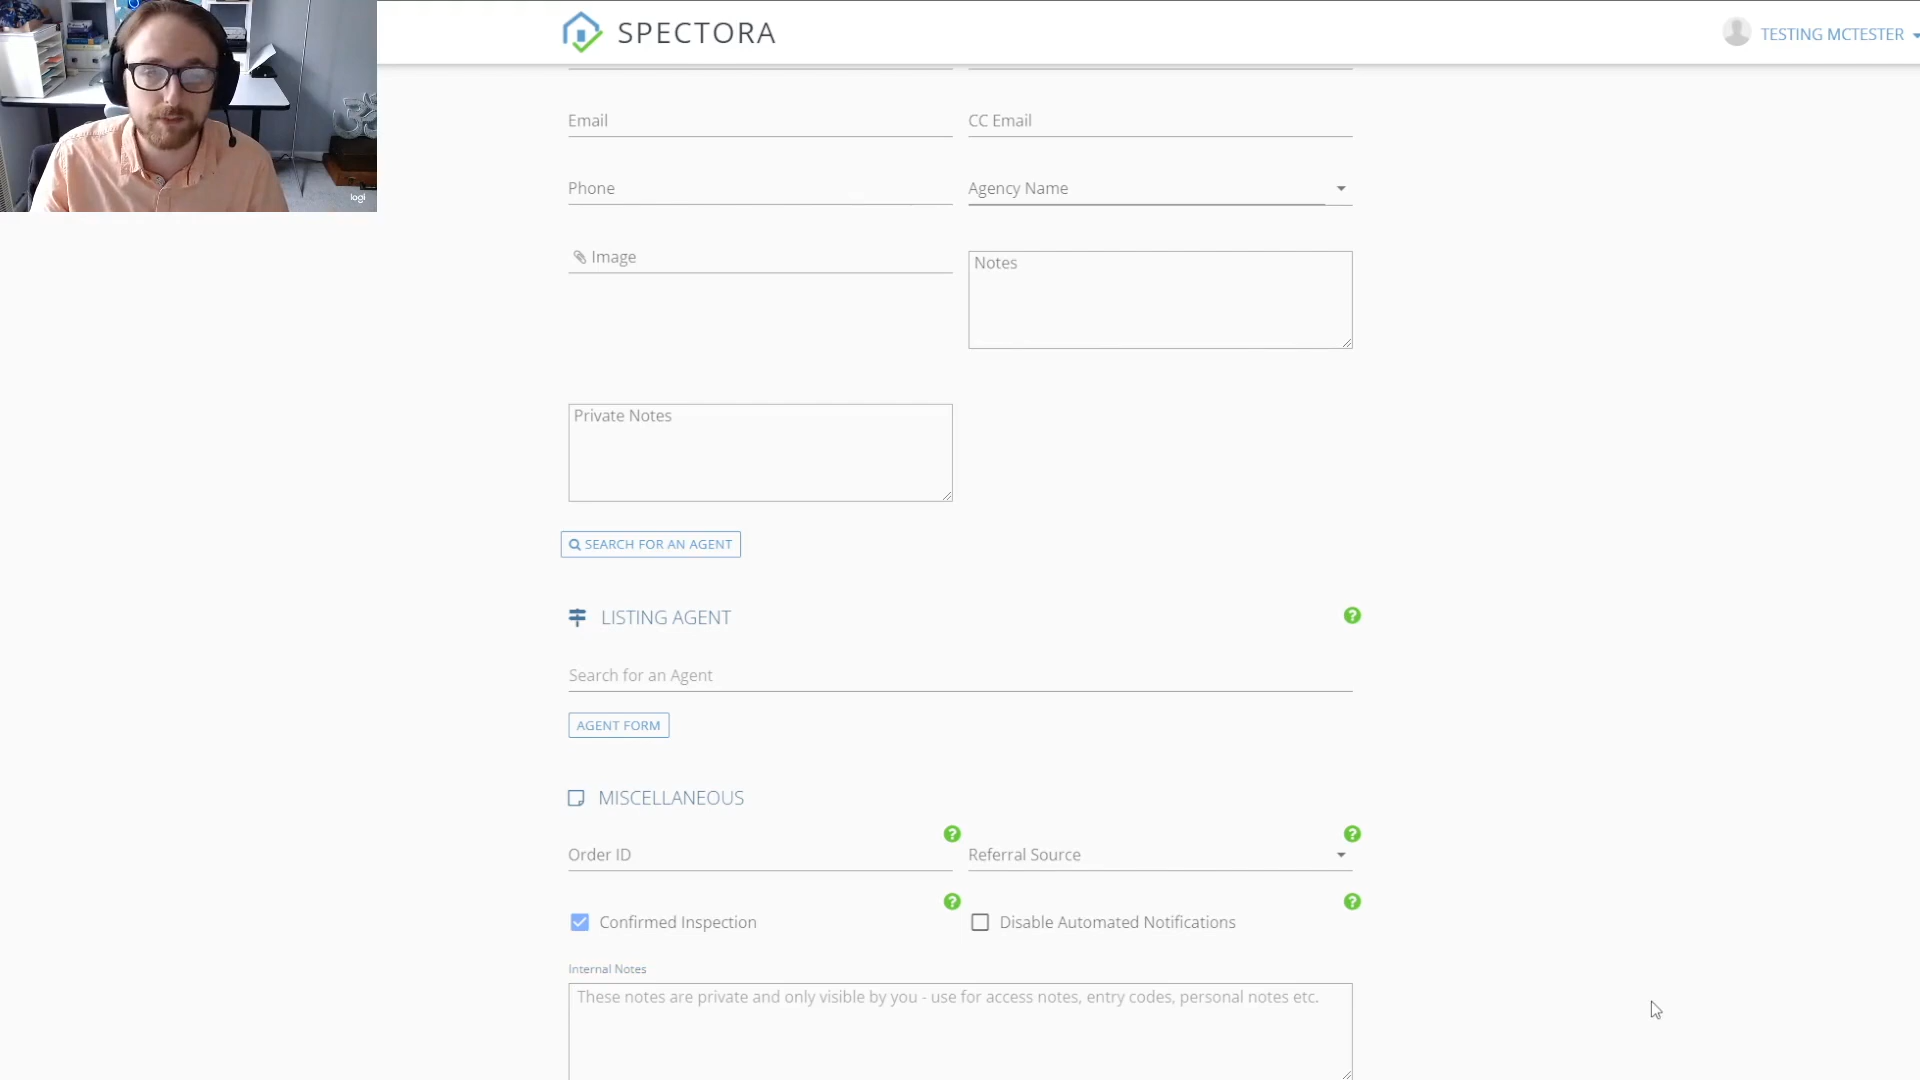 SPECTORA
TESTING MCTESTER
Email
CC Email
Phone
Agency Name
Image
Notes
Private Notes
SEARCH FOR AN AGENT
LISTING AGENT
?
Search for an Agent
AGENT FORM
MISCELLANEOUS
?
?
Order ID
Referral Source
?
?
Confirmed Inspection
Disable Automated Notifications
Internal Notes
These notes are private and only visible by you - use for access notes, entry codes, personal notes etc.
logi